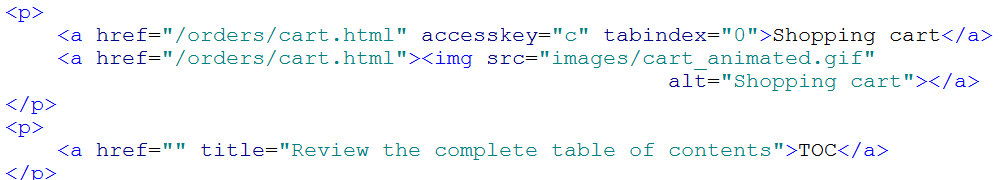 <p>
    <a href="/orders/cart.html" accesskey="c" tabindex="0">Shopping cart</a>
    <a href="/orders/cart.html"><img src="images/cart_animated.gif"
                                                   alt="Shopping cart"></a>
</p>
<p>
    <a href="" title="Review the complete table of contents">TOC</a>
</p>